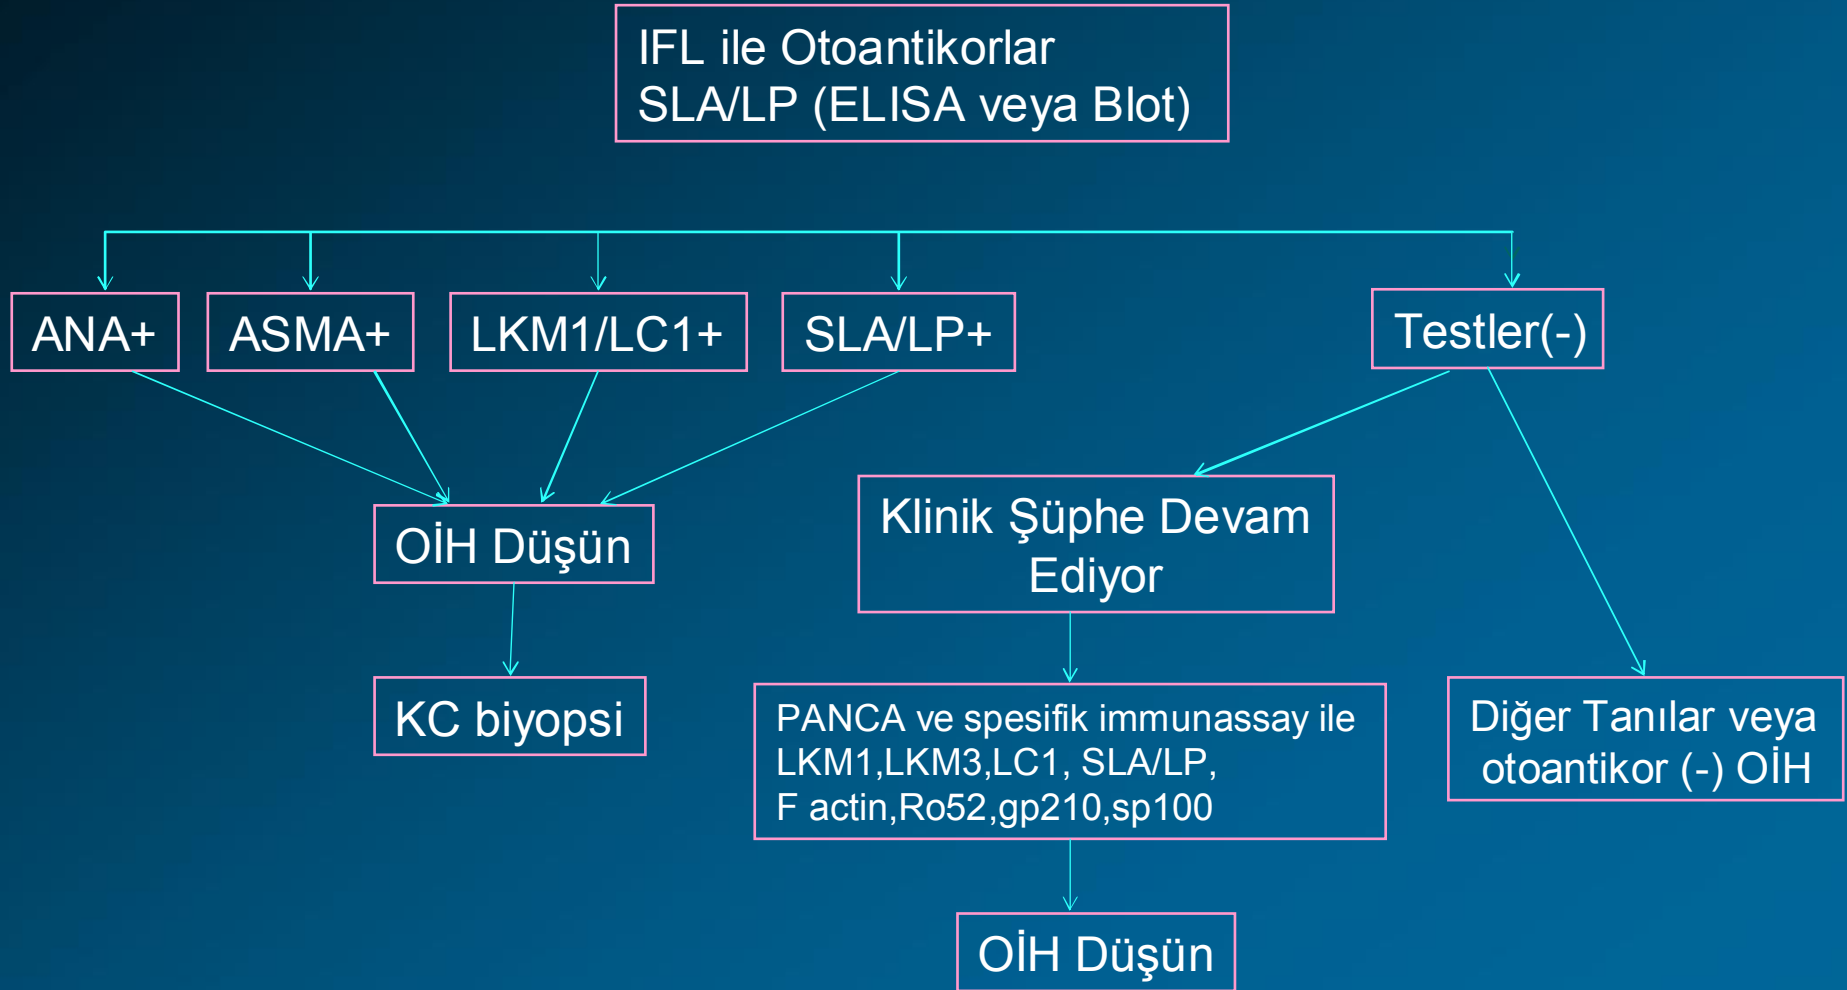 IFL ile Otoantikorlar
SLA/LP (ELISA veya Blot)
ANA+
ASMA+
LKM1/LC1+
SLA/LP+
Testler(-)
OİH Düşün
Klinik Şüphe Devam
Ediyor
KC biyopsi
PANCA ve spesifik immunassay ile
LKM1,LKM3,LC1, SLA/LP,
F actin,Ro52,gp210,sp100
Diğer Tanılar veya
otoantikor (-) OİH
OİH Düşün